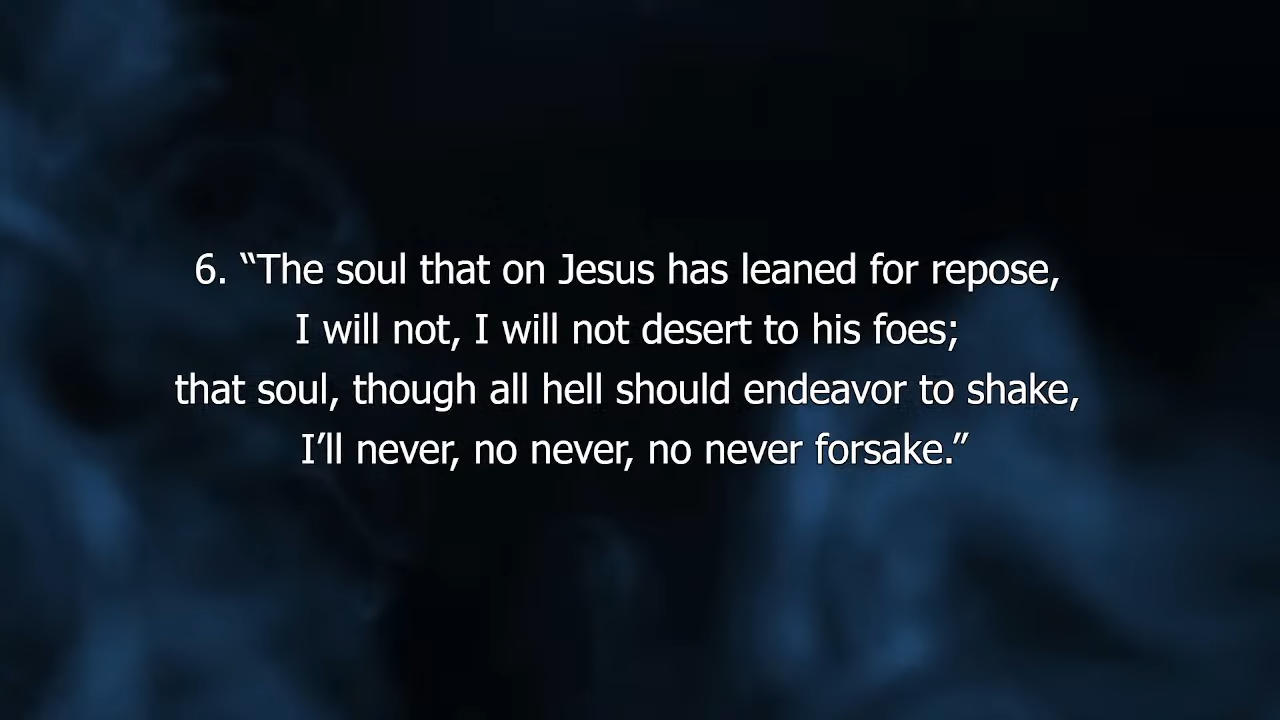 6. “The soul that on Jesus has leaned for repose,
I will not, I will not desert to his foes;
that soul, though all hell should endeavor to shake,
I’ll never, no never, no never forsake.”